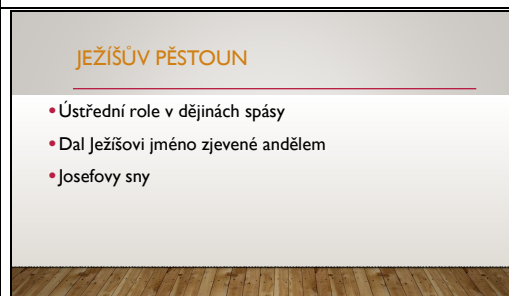 JEŽÍŠŮV PĚSTOUN
•Ústřední role v dějinách spásy
•Dal Ježíšovi jméno zjevené andělem
•Josefovy sny